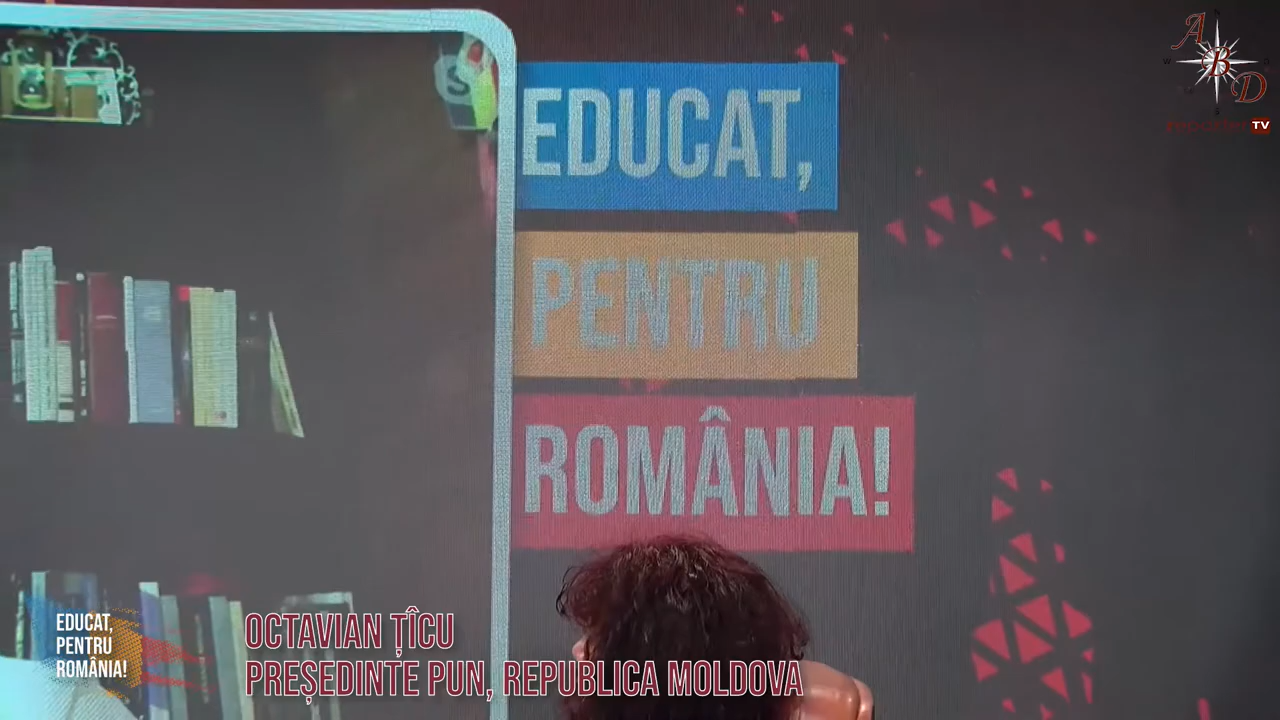 EDUCAT,
PENTRU
ROMÂNIA!
A
B
D
TV
S
EDUCAT,
PENTRU
ROMÂNIA!
OCTAVIAN ȚÎCU
PREȘEDINTE PUN, REPUBLICA MOLDOVA